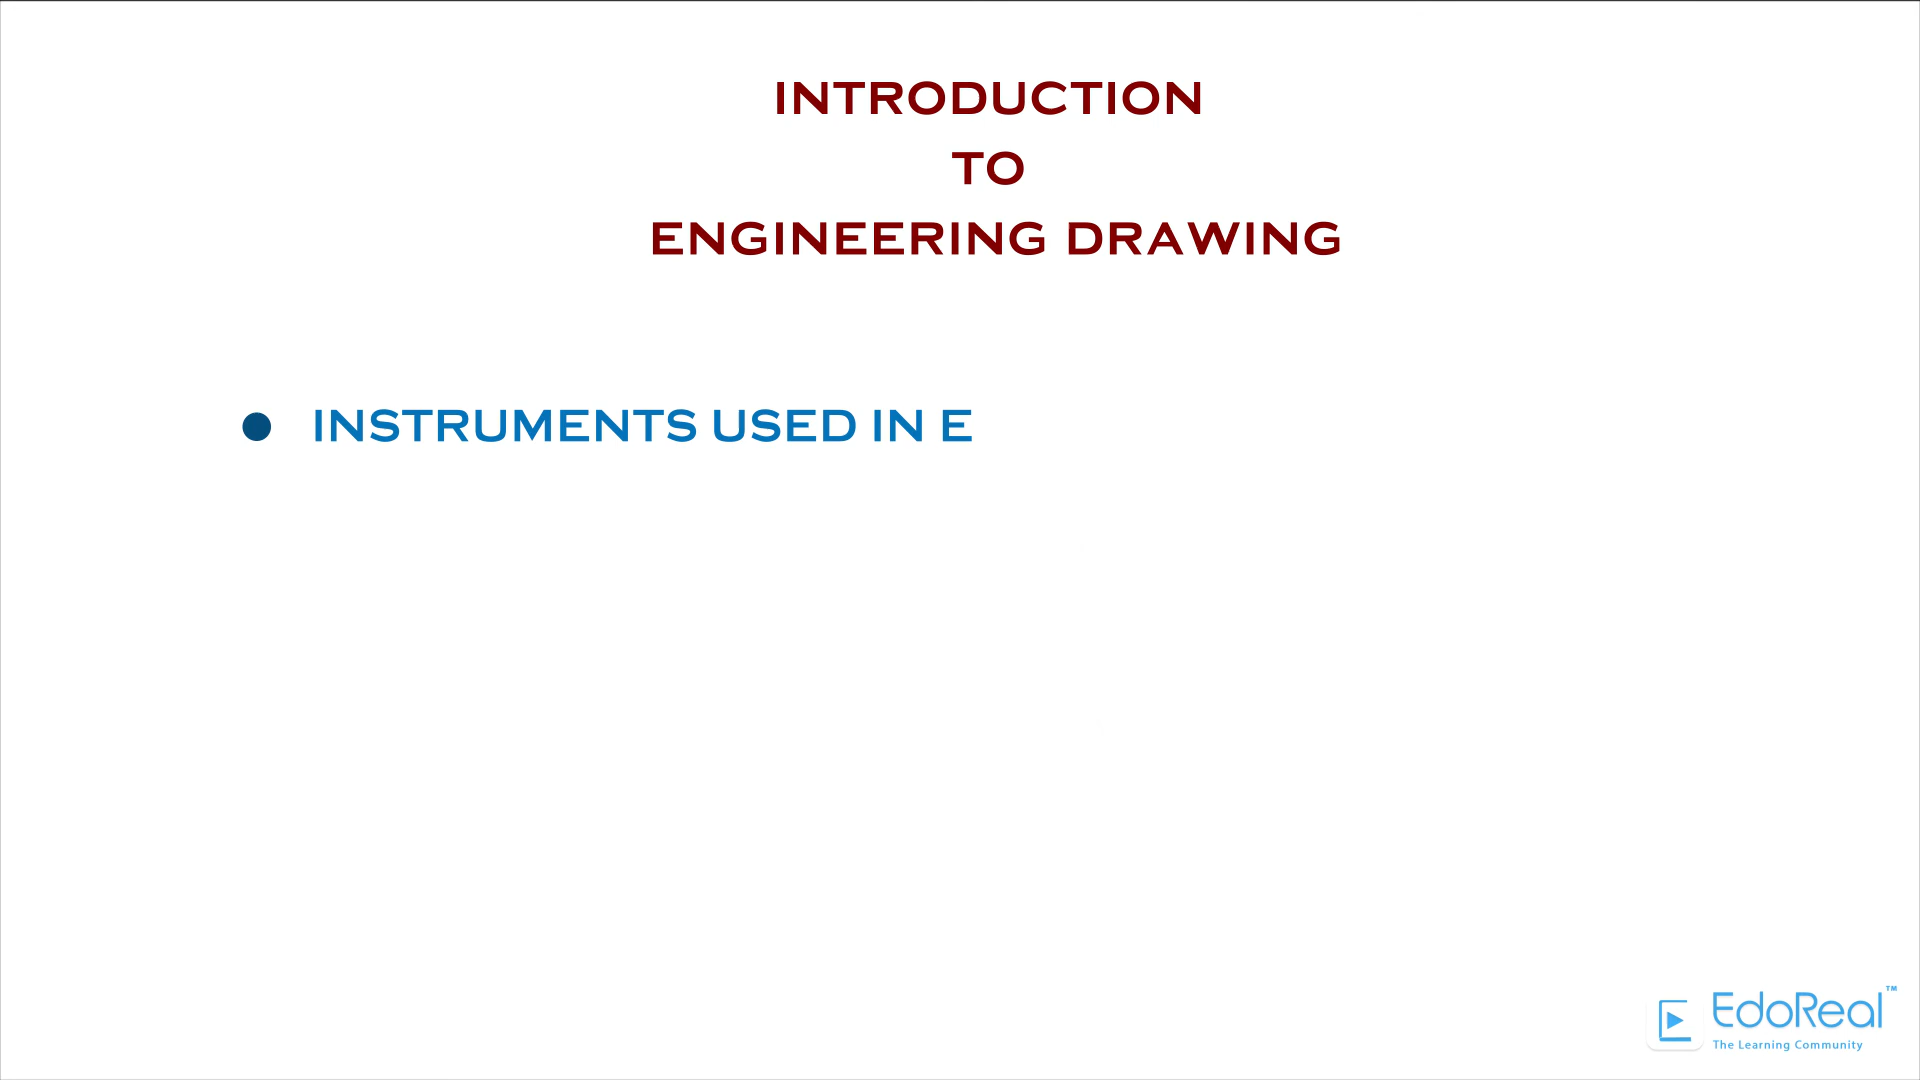 INTRODUCTION
TO
ENGINEERING DRAWING
● INSTRUMENTS USED IN E
EdoReal™
The Learning Community